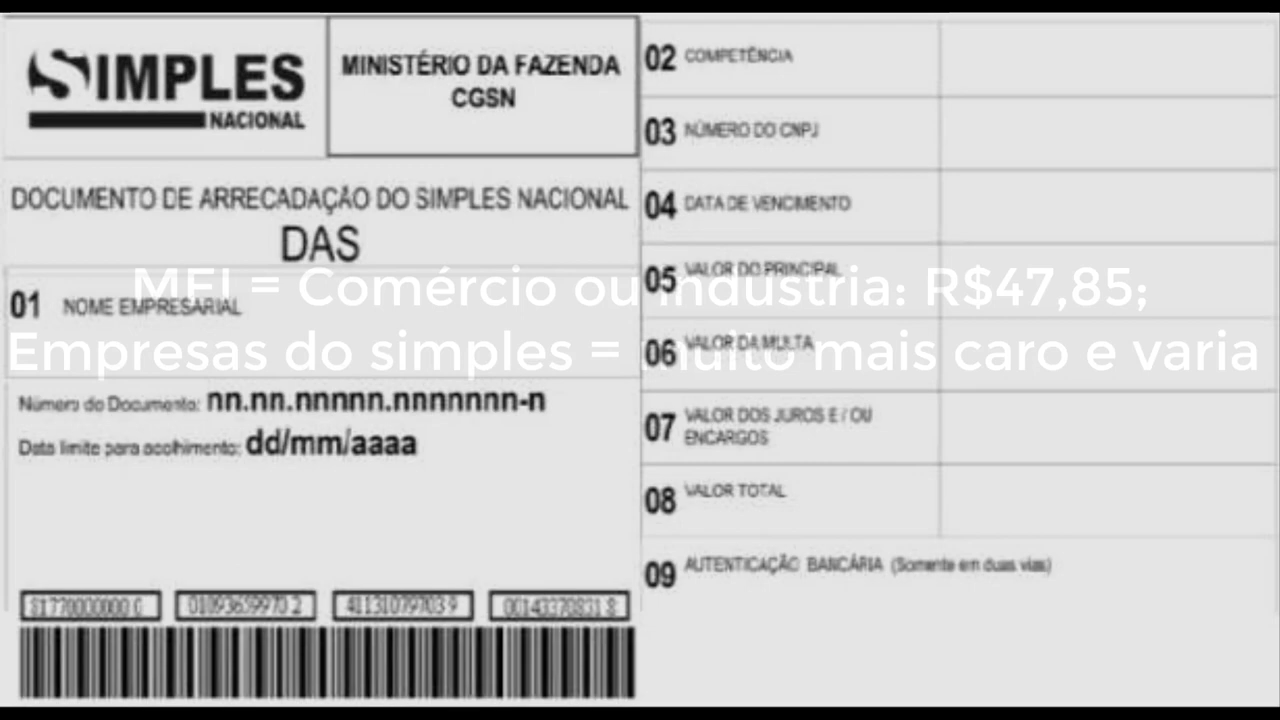 SIMPLES
NACIONAL
MINISTÉRIO DA FAZENDA
CGSN
DOCUMENTO DE ARRECADAÇÃO DO SIMPLES NACIONAL
DAS
01 NOME EMPRESARIAL
Número do Documento: nn.nn.nnnnn.nnnnnnn-n
Data limite para acolhimento: dd/mm/aaaa
02 COMPETÊNCIA
03 NÚMERO DO CNPJ
04 DATA DE VENCIMENTO
05 VALOR DO PRINCIPAL
06 VALOR DA MULTA
07 VALOR DOS JUROS E / OU
ENCARGOS
08 VALOR TOTAL
09 AUTENTICAÇÃO BANCÁRIA (Somente em duas vias)
MEI = Comércio ou Indústria: R$47,85;
Empresas do simples = muito mais caro e varia